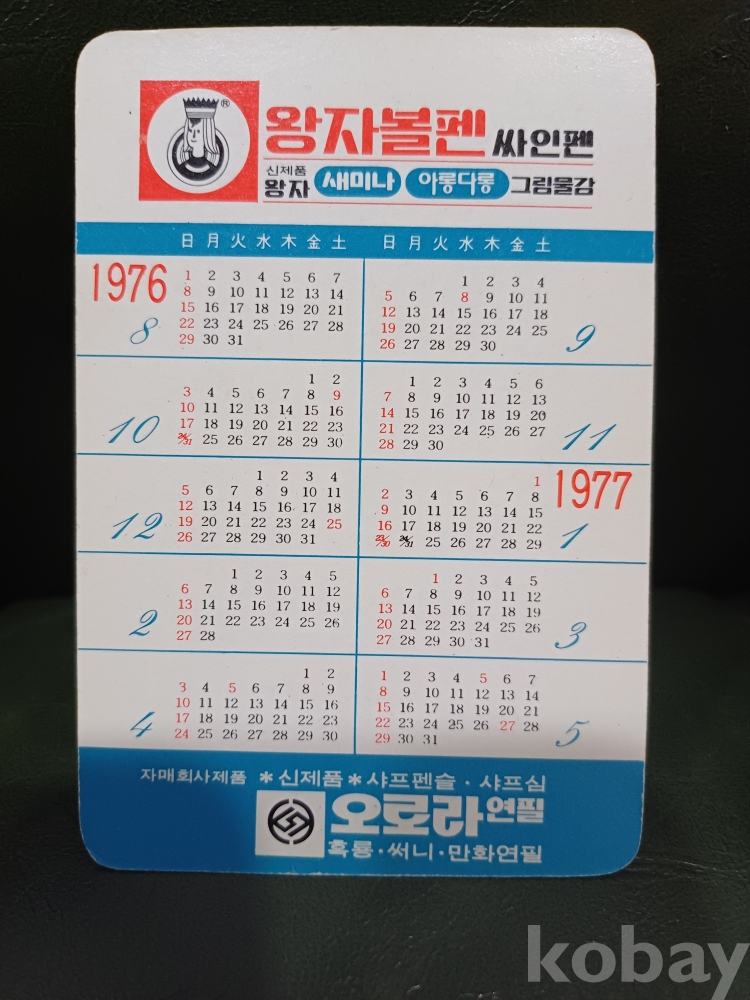 ®
왕자볼펜 싸인펜
신제품
왕자 새미나 아롱다롱 그림물감
日 月 火 水 木 金 土 日 月 火 水 木 金 土
1976
8
1 2 3 4 5 6 7
8 9 10 11 12 13 14
15 16 17 18 19 20 21
22 23 24 25 26 27 28
29 30 31
9
1 2 3 4
5 6 7 8 9 10 11
12 13 14 15 16 17 18
19 20 21 22 23 24 25
26 27 28 29 30
10
1 2
3 4 5 6 7 8 9
10 11 12 13 14 15 16
17 18 19 20 21 22 23
24/31 25 26 27 28 29 30
11
1 2 3 4 5 6
7 8 9 10 11 12 13
14 15 16 17 18 19 20
21 22 23 24 25 26 27
28 29 30
12
1 2 3 4
5 6 7 8 9 10 11
12 13 14 15 16 17 18
19 20 21 22 23 24 25
26 27 28 29 30 31
1977
1
1
2 3 4 5 6 7 8
9 10 11 12 13 14 15
16 17 18 19 20 21 22
23/30 24/31 25 26 27 28 29
2
1 2 3 4 5
6 7 8 9 10 11 12
13 14 15 16 17 18 19
20 21 22 23 24 25 26
27 28
3
1 2 3 4 5
6 7 8 9 10 11 12
13 14 15 16 17 18 19
20 21 22 23 24 25 26
27 28 29 30 31
4
1 2
3 4 5 6 7 8 9
10 11 12 13 14 15 16
17 18 19 20 21 22 23
24 25 26 27 28 29 30
5
1 2 3 4 5 6 7
8 9 10 11 12 13 14
15 16 17 18 19 20 21
22 23 24 25 26 27 28
29 30 31
자매회사제품 *신제품*샤프펜슬·샤프심
오로라연필
흑룡·써니·만화연필
kobay